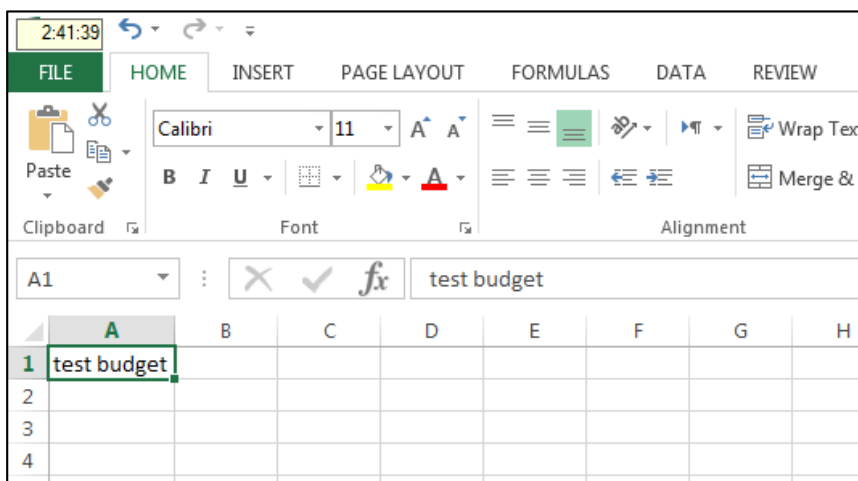 2:41:39
FILE HOME INSERT PAGE LAYOUT FORMULAS DATA REVIEW
Calibri 11 A A Wrap Tex
Paste B I U A Merge &
Clipboard Font Alignment
A1 fx test budget
A B C D E F G H
1 test budget
2
3
4